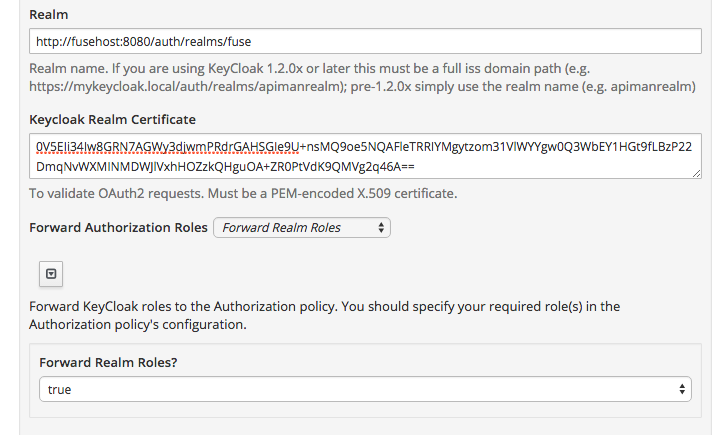 Realm
http://fusehost:8080/auth/realms/fuse
Realm name. If you are using KeyCloak 1.2.0x or later this must be a full iss domain path (e.g.
https://mykeycloak.local/auth/realms/apimanrealm); pre-1.2.0x simply use the realm name (e.g. apimanrealm)
Keycloak Realm Certificate
0V5EIi34Iw8GRN7AGWy3djwmPRdrGAHSGIe9U+nsMQ9oe5NQAFleTRRIYMgytzom31VlWYYgw0Q3WbEY1HGt9fLBzP22
DmqNvWXMINMDWJlVxhHOZzkQHguOA+ZR0PtVdK9QMVg2q46A==
To validate OAuth2 requests. Must be a PEM-encoded X.509 certificate.
Forward Authorization Roles Forward Realm Roles
Forward KeyCloak roles to the Authorization policy. You should specify your required role(s) in the
Authorization policy's configuration.
Forward Realm Roles?
true